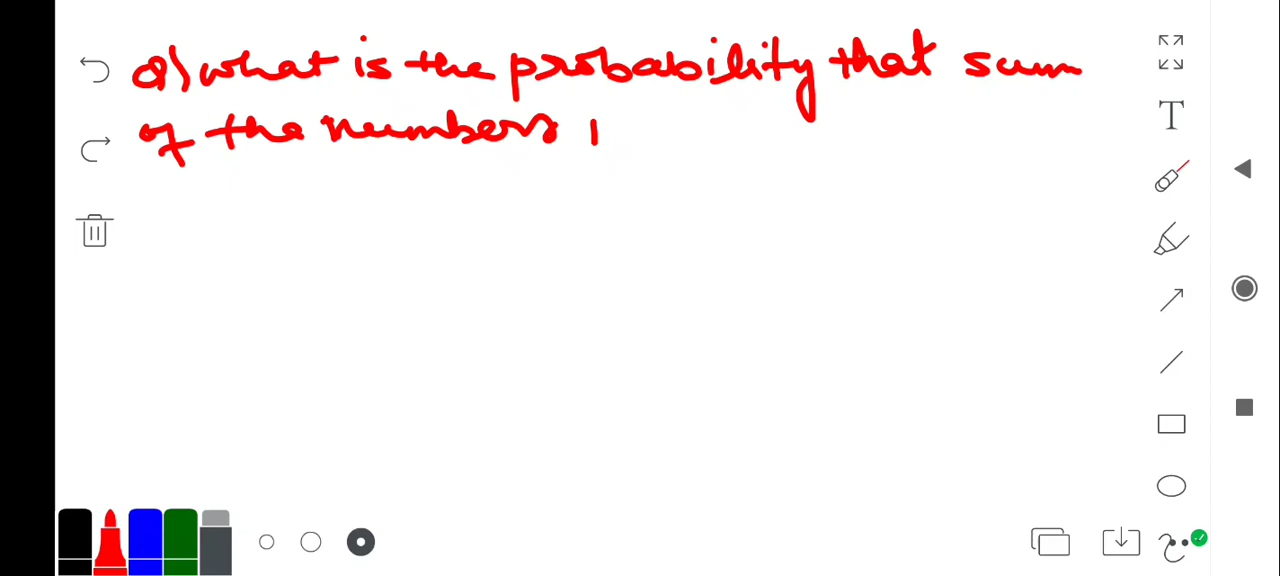 Q) what is the probability that sum
of the numbers